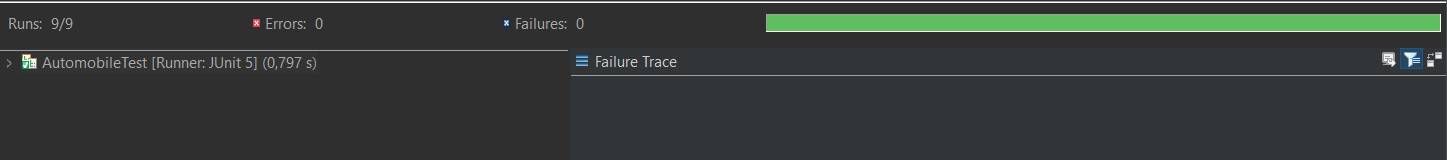 Runs: 9/9 Errors: 0 Failures: 0
AutomobileTest [Runner: JUnit 5] (0,797 s)
Failure Trace